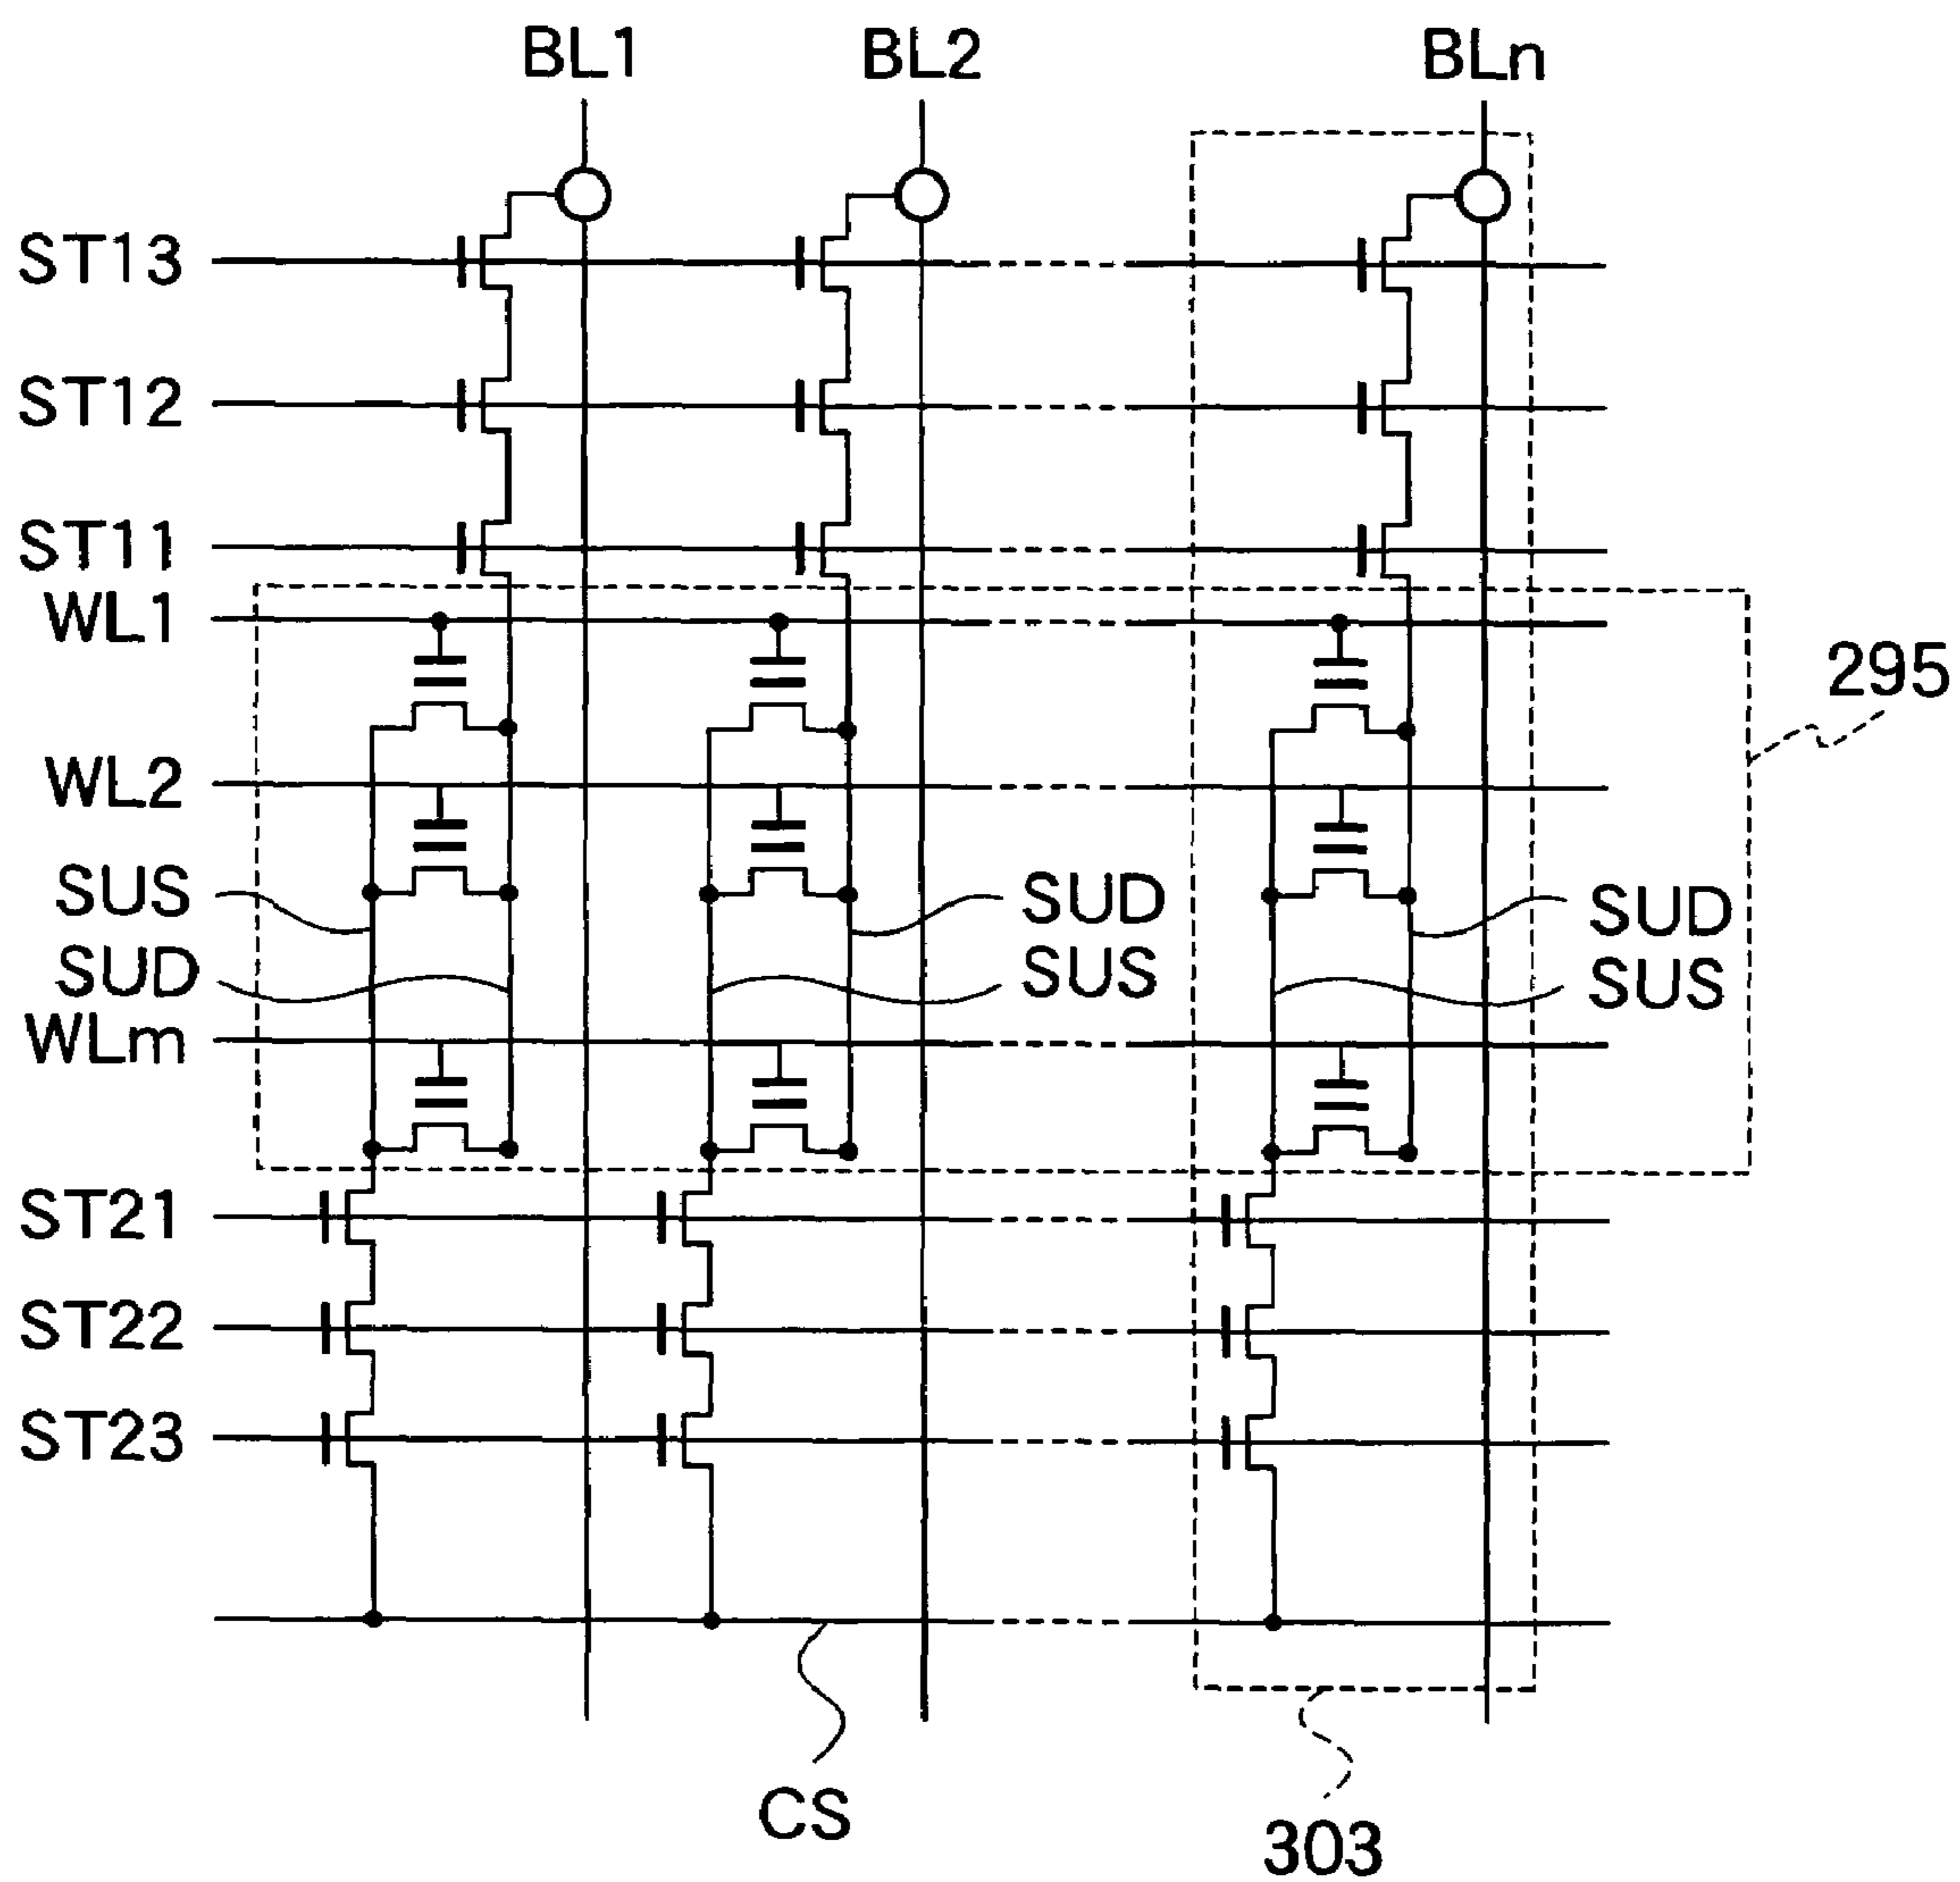 BL1 BL2 BLn
ST13
ST12
ST11
WL1
295
WL2
SUS SUD SUD
SUD SUS SUS
WLm
ST21
ST22
ST23
CS
303